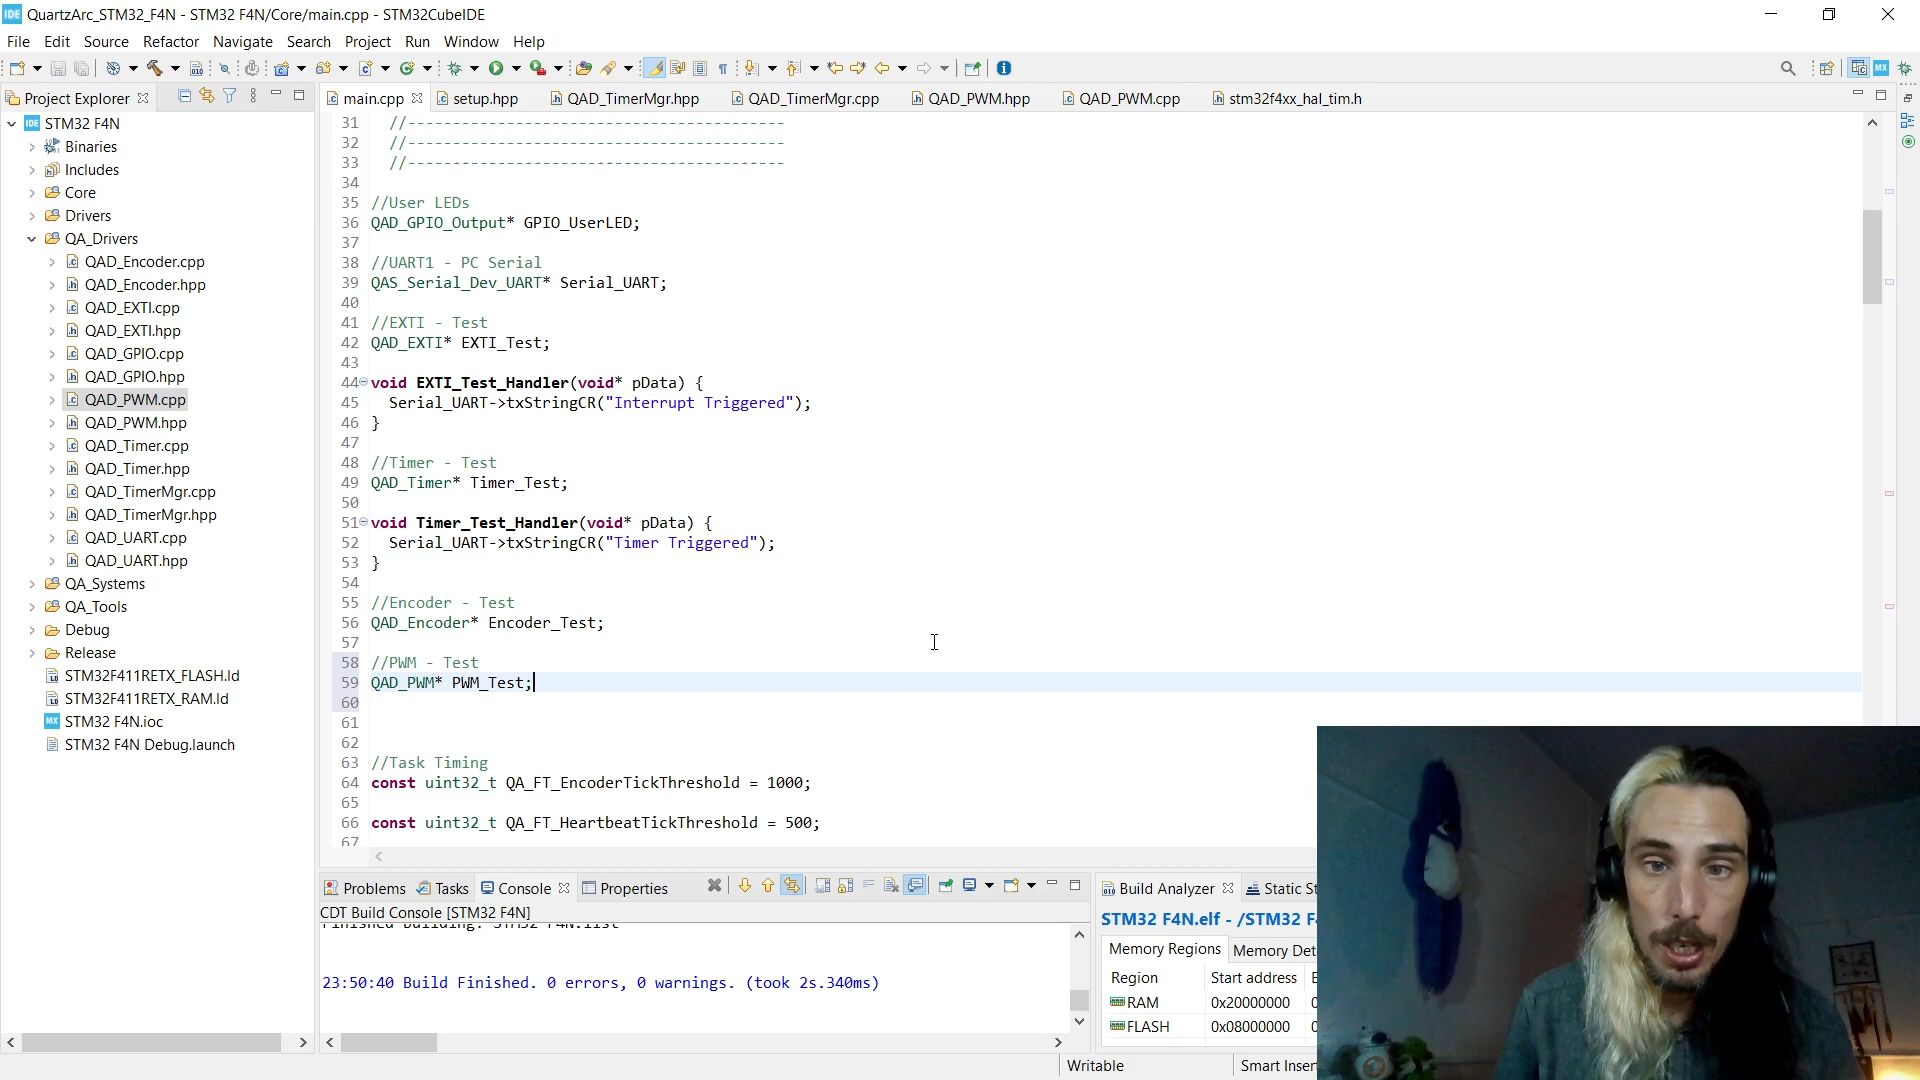 IDE QuartzArc_STM32_F4N - STM32 F4N/Core/main.cpp - STM32CubeIDE
File Edit Source Refactor Navigate Search Project Run Window Help
Project Explorer
main.cpp setup.hpp QAD_TimerMgr.hpp QAD_TimerMgr.cpp QAD_PWM.hpp QAD_PWM.cpp stm32f4xx_hal_tim.h
STM32 F4N
Binaries
Includes
Core
Drivers
QA_Drivers
QAD_Encoder.cpp
QAD_Encoder.hpp
QAD_EXTI.cpp
QAD_EXTI.hpp
QAD_GPIO.cpp
QAD_GPIO.hpp
QAD_PWM.cpp
QAD_PWM.hpp
QAD_Timer.cpp
QAD_Timer.hpp
QAD_TimerMgr.cpp
QAD_TimerMgr.hpp
QAD_UART.cpp
QAD_UART.hpp
QA_Systems
QA_Tools
Debug
Release
STM32F411RETX_FLASH.ld
STM32F411RETX_RAM.ld
STM32 F4N.ioc
STM32 F4N Debug.launch
31 //------------------------------------------
32 //------------------------------------------
33 //------------------------------------------
34
35 //User LEDs
36 QAD_GPIO_Output* GPIO_UserLED;
37
38 //UART1 - PC Serial
39 QAS_Serial_Dev_UART* Serial_UART;
40
41 //EXTI - Test
42 QAD_EXTI* EXTI_Test;
43
44 void EXTI_Test_Handler(void* pData) {
45 Serial_UART->txStringCR("Interrupt Triggered");
46 }
47
48 //Timer - Test
49 QAD_Timer* Timer_Test;
50
51 void Timer_Test_Handler(void* pData) {
52 Serial_UART->txStringCR("Timer Triggered");
53 }
54
55 //Encoder - Test
56 QAD_Encoder* Encoder_Test;
57
58 //PWM - Test
59 QAD_PWM* PWM_Test;
60
61
62
63 //Task Timing
64 const uint32_t QA_FT_EncoderTickThreshold = 1000;
65
66 const uint32_t QA_FT_HeartbeatTickThreshold = 500;
67
Problems Tasks Console Properties
CDT Build Console [STM32 F4N]
Finished building: STM32 F4N.list
23:50:40 Build Finished. 0 errors, 0 warnings. (took 2s.340ms)
Build Analyzer Static St
STM32 F4N.elf - /STM32 F
Memory Regions Memory Det
Region Start address E
RAM 0x20000000 0
FLASH 0x08000000 0
Writable Smart Inser